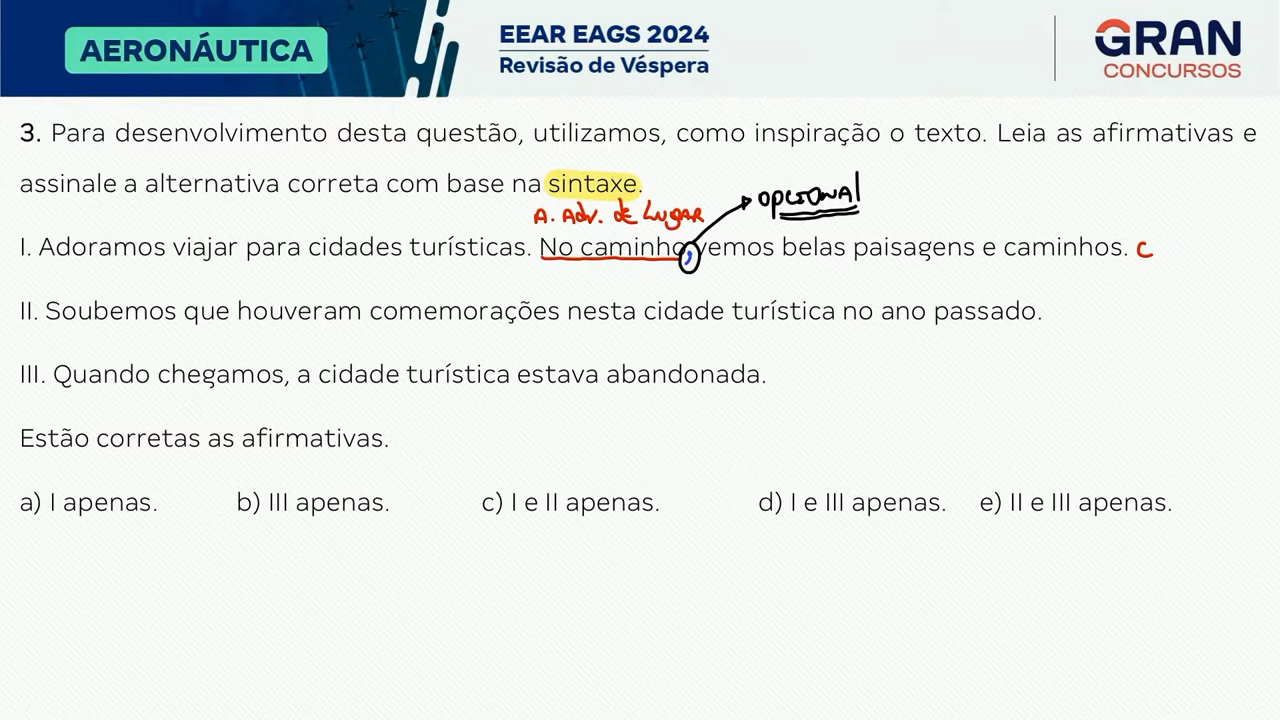 AERONÁUTICA
EEAR EAGS 2024
Revisão de Véspera
GRAN
CONCURSOS
3. Para desenvolvimento desta questão, utilizamos, como inspiração o texto. Leia as afirmativas e
assinale a alternativa correta com base na sintaxe.
OPCIONAL
A. Adv. de Lugar
I. Adoramos viajar para cidades turísticas. No caminho, vemos belas paisagens e caminhos. C
II. Soubemos que houveram comemorações nesta cidade turística no ano passado.
III. Quando chegamos, a cidade turística estava abandonada.
Estão corretas as afirmativas.
a) I apenas. b) III apenas. c) I e II apenas. d) I e III apenas. e) II e III apenas.